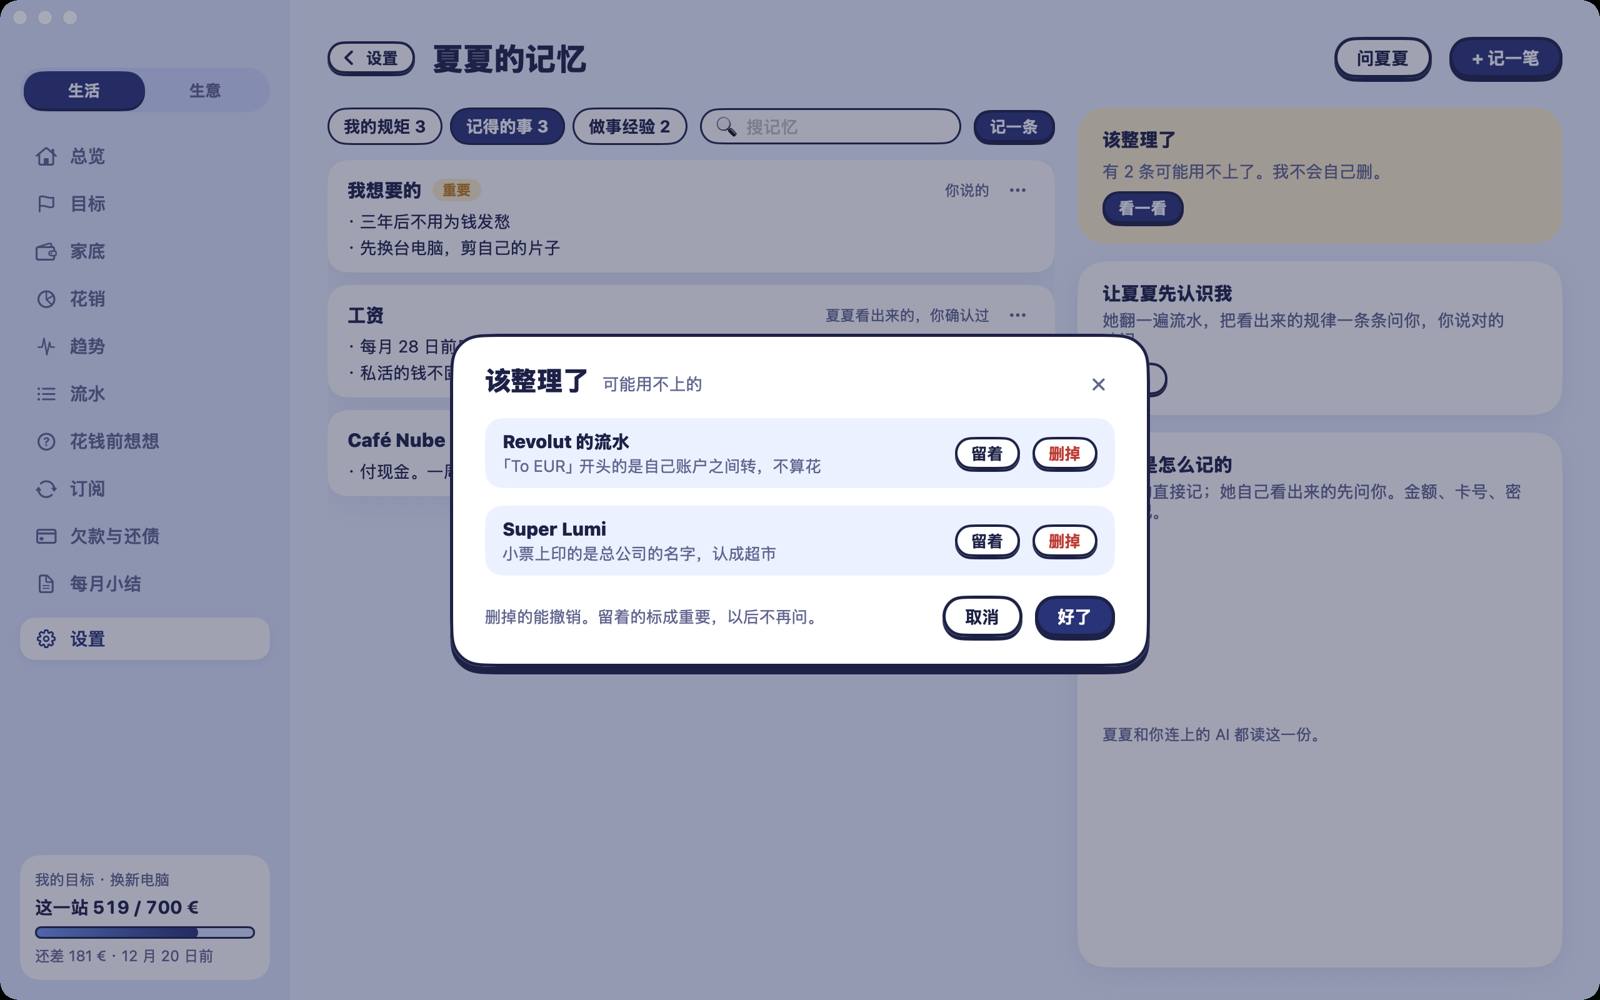 生活
生意
总览
目标
家底
花销
趋势
流水
花钱前想想
订阅
欠款与还债
每月小结
设置
我的目标 · 换新电脑
这一站 519 / 700 €
还差 181 € · 12 月 20 日前
设置
夏夏的记忆
问夏夏
+ 记一笔
我的规矩 3
记得的事 3
做事经验 2
搜记忆
记一条
我想要的
重要
你说的
· 三年后不用为钱发愁
· 先换台电脑，剪自己的片子
工资
夏夏看出来的，你确认过
· 每月 28 日前
· 私活的钱不
Café Nube
· 付现金。一
该整理了
有 2 条可能用不上了。我不会自己删。
看一看
让夏夏先认识我
她翻一遍流水，把看出来的规律一条条问你，你说对的
是怎么记的
直接记；她自己看出来的先问你。金额、卡号、密
。
夏夏和你连上的 AI 都读这一份。
该整理了
可能用不上的
Revolut 的流水
「To EUR」开头的是自己账户之间转，不算花
留着
删掉
Super Lumi
小票上印的是总公司的名字，认成超市
留着
删掉
删掉的能撤销。留着的标成重要，以后不再问。
取消
好了